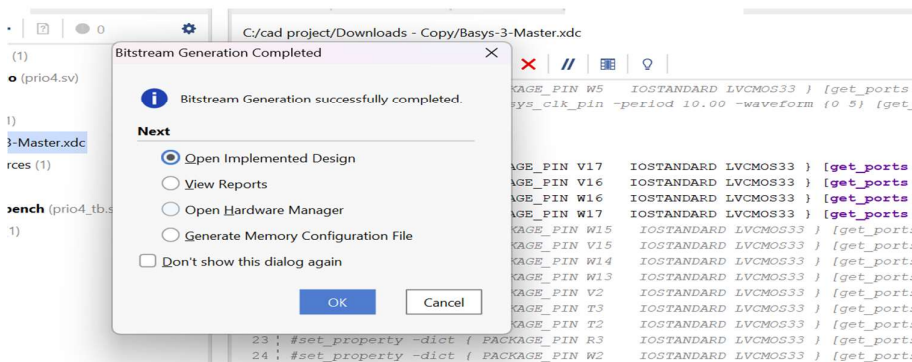 0
C:/cad project/Downloads - Copy/Basys-3-Master.xdc
(1)
o (prio4.sv)
1)
3-Master.xdc
rces (1)
bench (prio4_tb.s
1)
Bitstream Generation Completed
Bitstream Generation successfully completed.
Next
Open Implemented Design
View Reports
Open Hardware Manager
Generate Memory Configuration File
Don't show this dialog again
OK
Cancel
KAGE_PIN W5 IOSTANDARD LVCMOS33 } [get_ports
sys_clk_pin -period 10.00 -waveform {0 5} [get_
AGE_PIN V17 IOSTANDARD LVCMOS33 } [get_ports
AGE_PIN V16 IOSTANDARD LVCMOS33 } [get_ports
AGE_PIN W16 IOSTANDARD LVCMOS33 } [get_ports
AGE_PIN W17 IOSTANDARD LVCMOS33 } [get_ports
KAGE_PIN W15 IOSTANDARD LVCMOS33 } [get_port
KAGE_PIN V15 IOSTANDARD LVCMOS33 } [get_port
KAGE_PIN W14 IOSTANDARD LVCMOS33 } [get_port
KAGE_PIN W13 IOSTANDARD LVCMOS33 } [get_port
KAGE_PIN V2 IOSTANDARD LVCMOS33 } [get_port
KAGE_PIN T3 IOSTANDARD LVCMOS33 } [get_port
KAGE_PIN T2 IOSTANDARD LVCMOS33 } [get_port
23 #set_property -dict { PACKAGE_PIN R3 IOSTANDARD LVCMOS33 } [get_port
24 #set_property -dict { PACKAGE_PIN W2 IOSTANDARD LVCMOS33 } [get_port